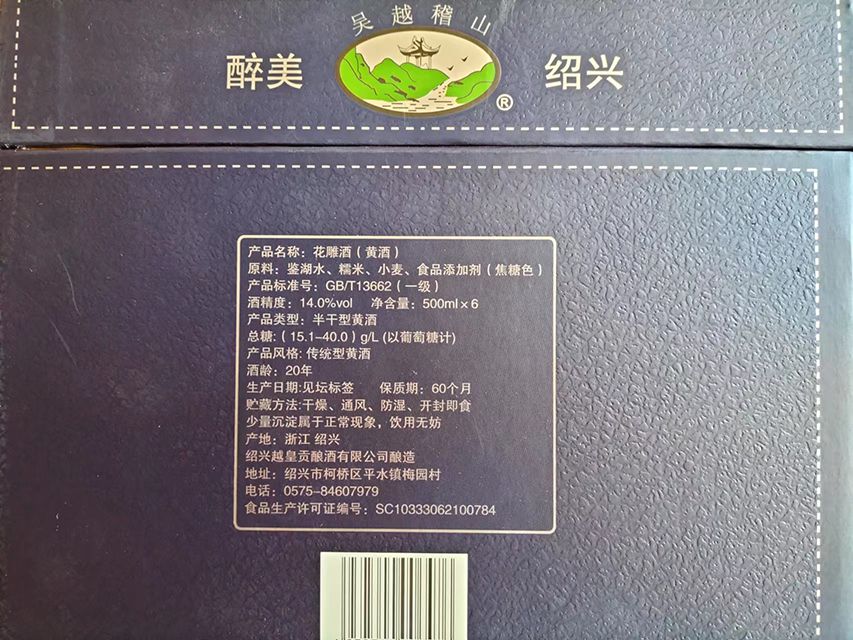 吴越稽山
醉美 绍兴
®
产品名称：花雕酒（黄酒）
原料：鉴湖水、糯米、小麦、食品添加剂（焦糖色）
产品标准号：GB/T13662（一级）
酒精度：14.0%vol 净含量：500ml×6
产品类型：半干型黄酒
总糖:（15.1-40.0）g/L (以葡萄糖计)
产品风格: 传统型黄酒
酒龄：20年
生产日期:见坛标签 保质期：60个月
贮藏方法:干燥、通风、防湿、开封即食
少量沉淀属于正常现象，饮用无妨
产地：浙江 绍兴
绍兴越皇贡酿酒有限公司酿造
地址：绍兴市柯桥区平水镇梅园村
电话：0575-84607979
食品生产许可证编号：SC10333062100784